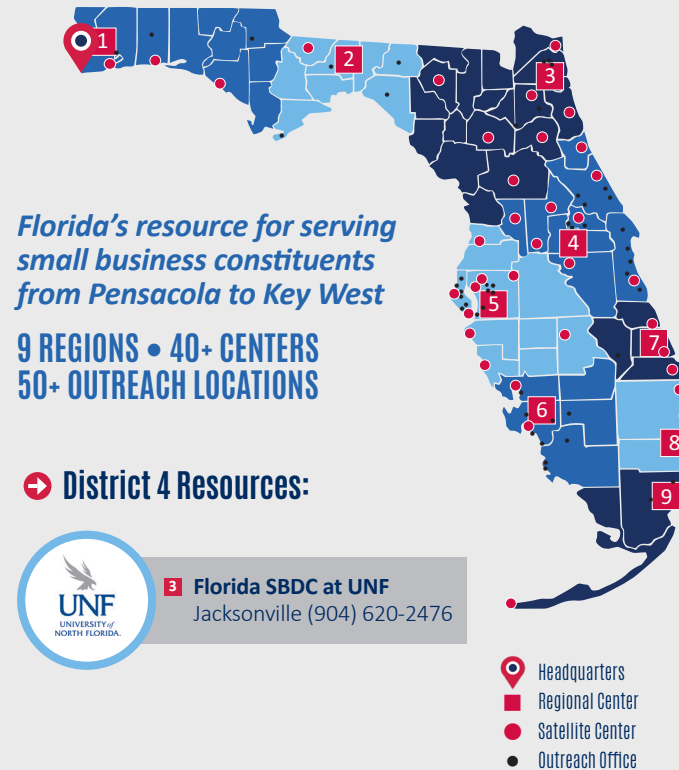 1
2
3
Florida's resource for serving
small business constituents
from Pensacola to Key West
4
5
9 REGIONS • 40+ CENTERS
50+ OUTREACH LOCATIONS
7
6
8
9
District 4 Resources:
UNF
UNIVERSITY of
NORTH FLORIDA.
3 Florida SBDC at UNF
Jacksonville (904) 620-2476
Headquarters
Regional Center
Satellite Center
Outreach Office